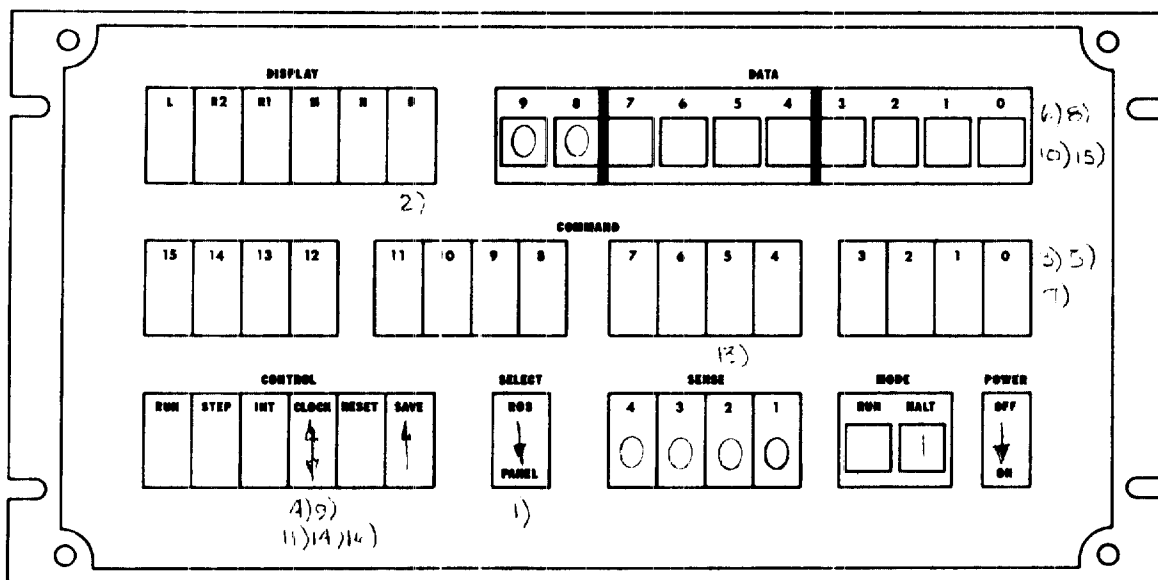 DISPLAY DATA
L R2 R1 M N 9 8 7 6 5 4 3 2 1 0 6) 8)
10) 15)
2)
COMMAND
15 14 13 12 11 10 9 8 7 6 5 4 3 2 1 0 5)
7)
CONTROL SELECT SENSE MODE POWER
RUN STEP INT CLOCK RESET SAVE ROS 4 3 2 1 RUN HALT OFF
PANEL ON
4) 9) 1)
11) 14) 16)